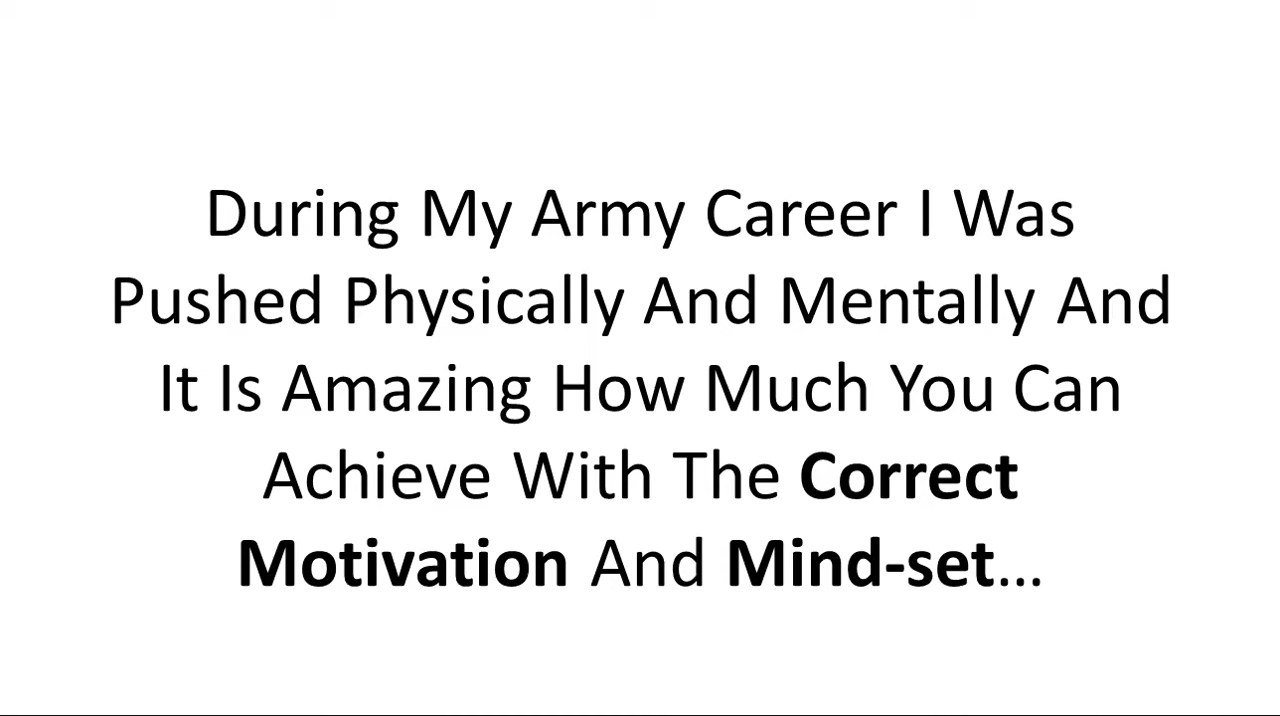 During My Army Career I Was
Pushed Physically And Mentally And
It Is Amazing How Much You Can
Achieve With The Correct
Motivation And Mind-set...